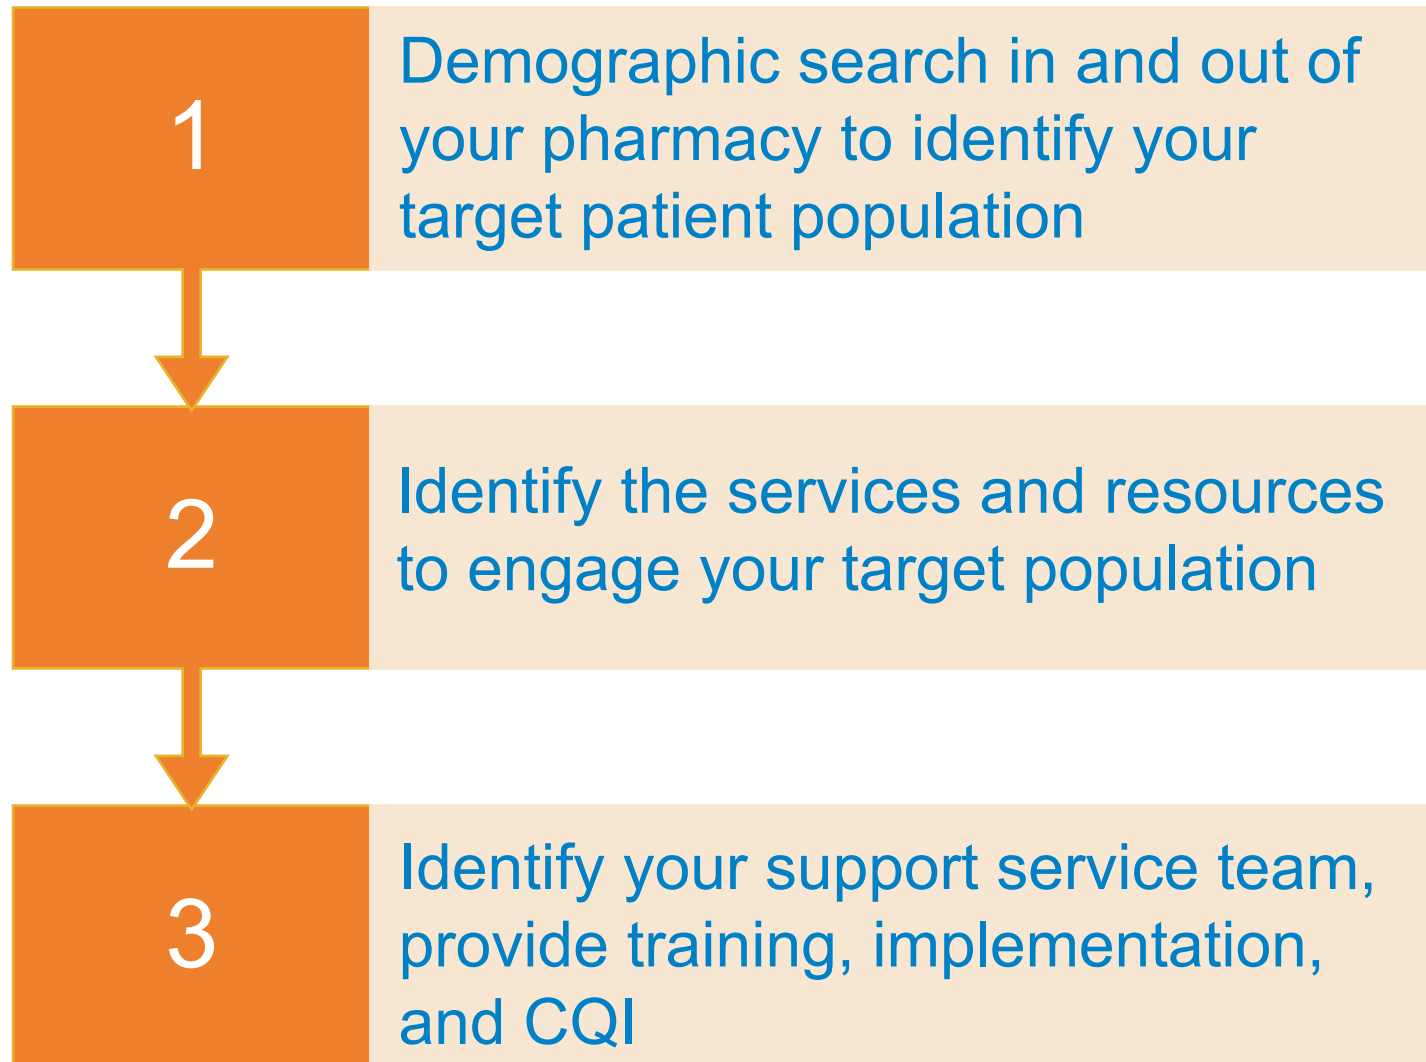 1
Demographic search in and out of
your pharmacy to identify your
target patient population
2
Identify the services and resources
to engage your target population
3
Identify your support service team,
provide training, implementation,
and CQI